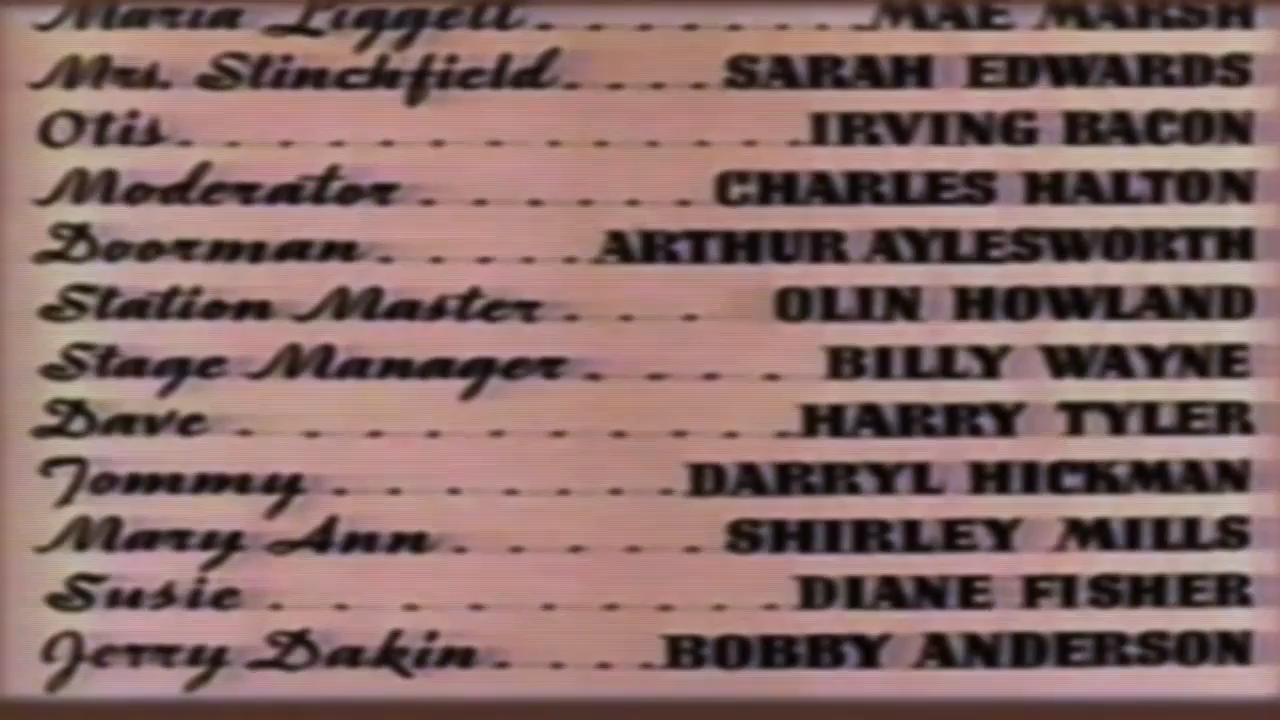 Maria Liggett. . . . . . . . MAE MARSH
Mrs. Stinchfield. . . . SARAH EDWARDS
Otis. . . . . . . . . . . . IRVING BACON
Moderator . . . . . . CHARLES HALTON
Doorman . . . . . ARTHUR AYLESWORTH
Station Master . . . OLIN HOWLAND
Stage Manager . . . . BILLY WAYNE
Dave . . . . . . . . . . HARRY TYLER
Tommy . . . . . . . DARRYL HICKMAN
Mary Ann . . . . . SHIRLEY MILLS
Susie . . . . . . . . . DIANE FISHER
Jerry Dakin . . . . BOBBY ANDERSON